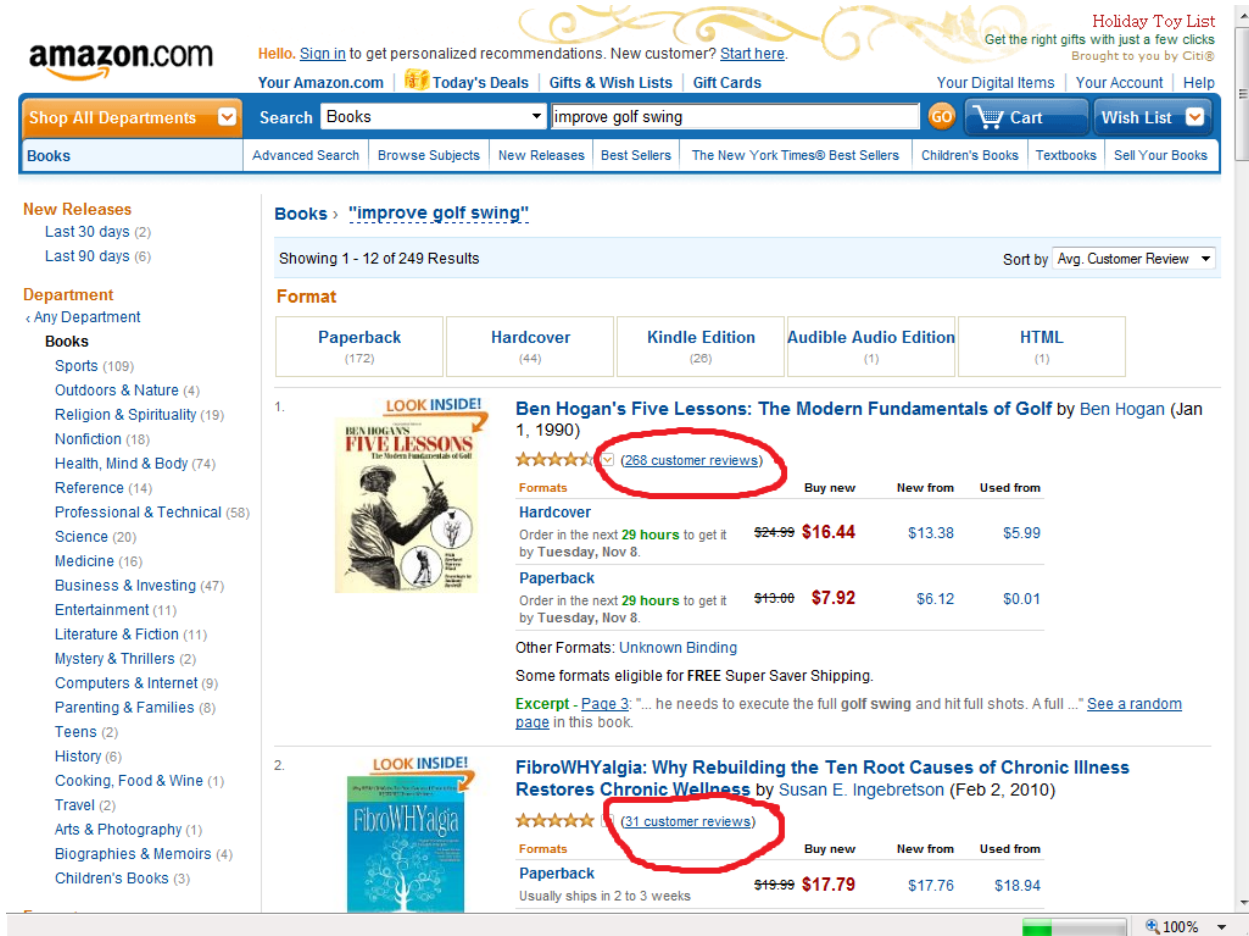 Holiday Toy List
Get the right gifts with just a few clicks
Brought to you by Citi®
amazon.com
Hello. Sign in to get personalized recommendations. New customer? Start here.
Your Amazon.com | Today's Deals | Gifts & Wish Lists | Gift Cards
Your Digital Items | Your Account | Help
Shop All Departments
Search Books improve golf swing GO Cart Wish List
Books
Advanced Search Browse Subjects New Releases Best Sellers The New York Times® Best Sellers Children's Books Textbooks Sell Your Books
New Releases
Last 30 days (2)
Last 90 days (6)
Department
‹ Any Department
Books
Sports (109)
Outdoors & Nature (4)
Religion & Spirituality (19)
Nonfiction (18)
Health, Mind & Body (74)
Reference (14)
Professional & Technical (58)
Science (20)
Medicine (16)
Business & Investing (47)
Entertainment (11)
Literature & Fiction (11)
Mystery & Thrillers (2)
Computers & Internet (9)
Parenting & Families (8)
Teens (2)
History (6)
Cooking, Food & Wine (1)
Travel (2)
Arts & Photography (1)
Biographies & Memoirs (4)
Children's Books (3)
Books › "improve golf swing"
Showing 1 - 12 of 249 Results
Sort by Avg. Customer Review
Format
Paperback
(172)
Hardcover
(44)
Kindle Edition
(26)
Audible Audio Edition
(1)
HTML
(1)
1.
LOOK INSIDE!
BEN HOGAN'S
FIVE LESSONS
The Modern Fundamentals of Golf
Ben Hogan's Five Lessons: The Modern Fundamentals of Golf by Ben Hogan (Jan
1, 1990)
(268 customer reviews)
Formats Buy new New from Used from
Hardcover
Order in the next 29 hours to get it
by Tuesday, Nov 8.
$24.99 $16.44 $13.38 $5.99
Paperback
Order in the next 29 hours to get it
by Tuesday, Nov 8.
$13.00 $7.92 $6.12 $0.01
Other Formats: Unknown Binding
Some formats eligible for FREE Super Saver Shipping.
Excerpt - Page 3: "... he needs to execute the full golf swing and hit full shots. A full ..." See a random
page in this book.
2.
LOOK INSIDE!
FibroWHYalgia
FibroWHYalgia: Why Rebuilding the Ten Root Causes of Chronic Illness
Restores Chronic Wellness by Susan E. Ingebretson (Feb 2, 2010)
(31 customer reviews)
Formats Buy new New from Used from
Paperback
Usually ships in 2 to 3 weeks
$19.99 $17.79 $17.76 $18.94
100%